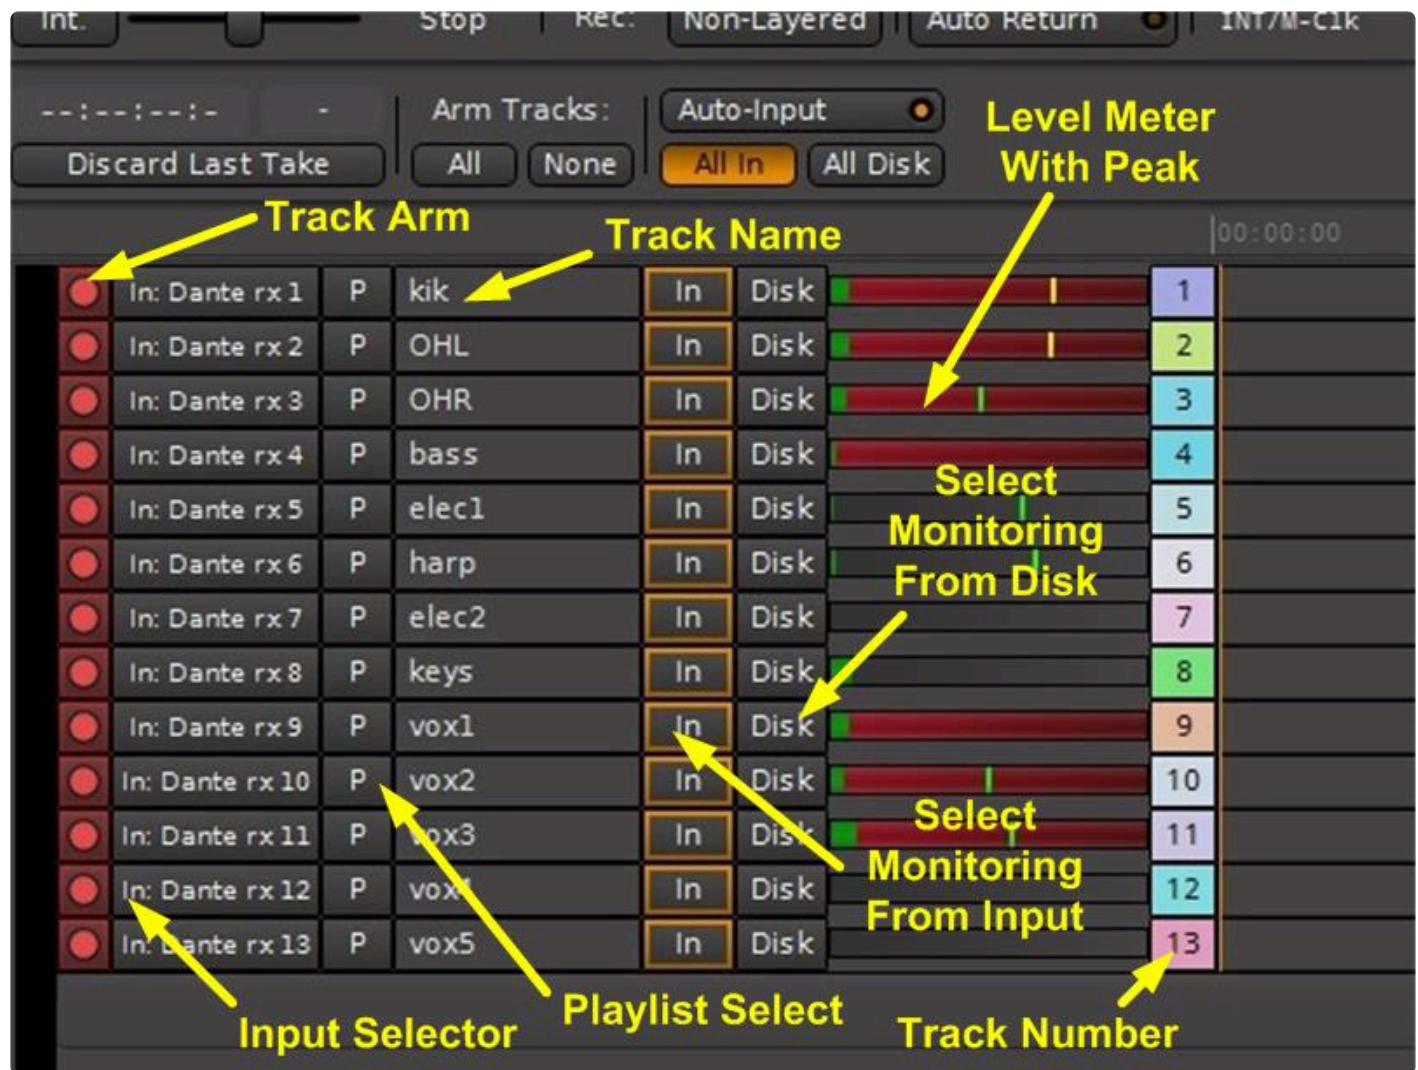 Int. Stop Rec: Non-Layered Auto Return INT/M-Clk
--:--:--:- - Arm Tracks: Auto-Input
Discard Last Take All None All In All Disk
Level Meter
With Peak
Track Arm
Track Name
00:00:00
In: Dante rx 1 P kik In Disk 1
In: Dante rx 2 P OHL In Disk 2
In: Dante rx 3 P OHR In Disk 3
In: Dante rx 4 P bass In Disk 4
Select
Monitoring
From Disk
In: Dante rx 5 P elec1 In Disk 5
In: Dante rx 6 P harp In Disk 6
In: Dante rx 7 P elec2 In Disk 7
In: Dante rx 8 P keys In Disk 8
In: Dante rx 9 P vox1 In Disk 9
In: Dante rx 10 P vox2 In Disk 10
Select
Monitoring
From Input
In: Dante rx 11 P vox3 In Disk 11
In: Dante rx 12 P vox4 In Disk 12
In: Dante rx 13 P vox5 In Disk 13
Input Selector
Playlist Select
Track Number